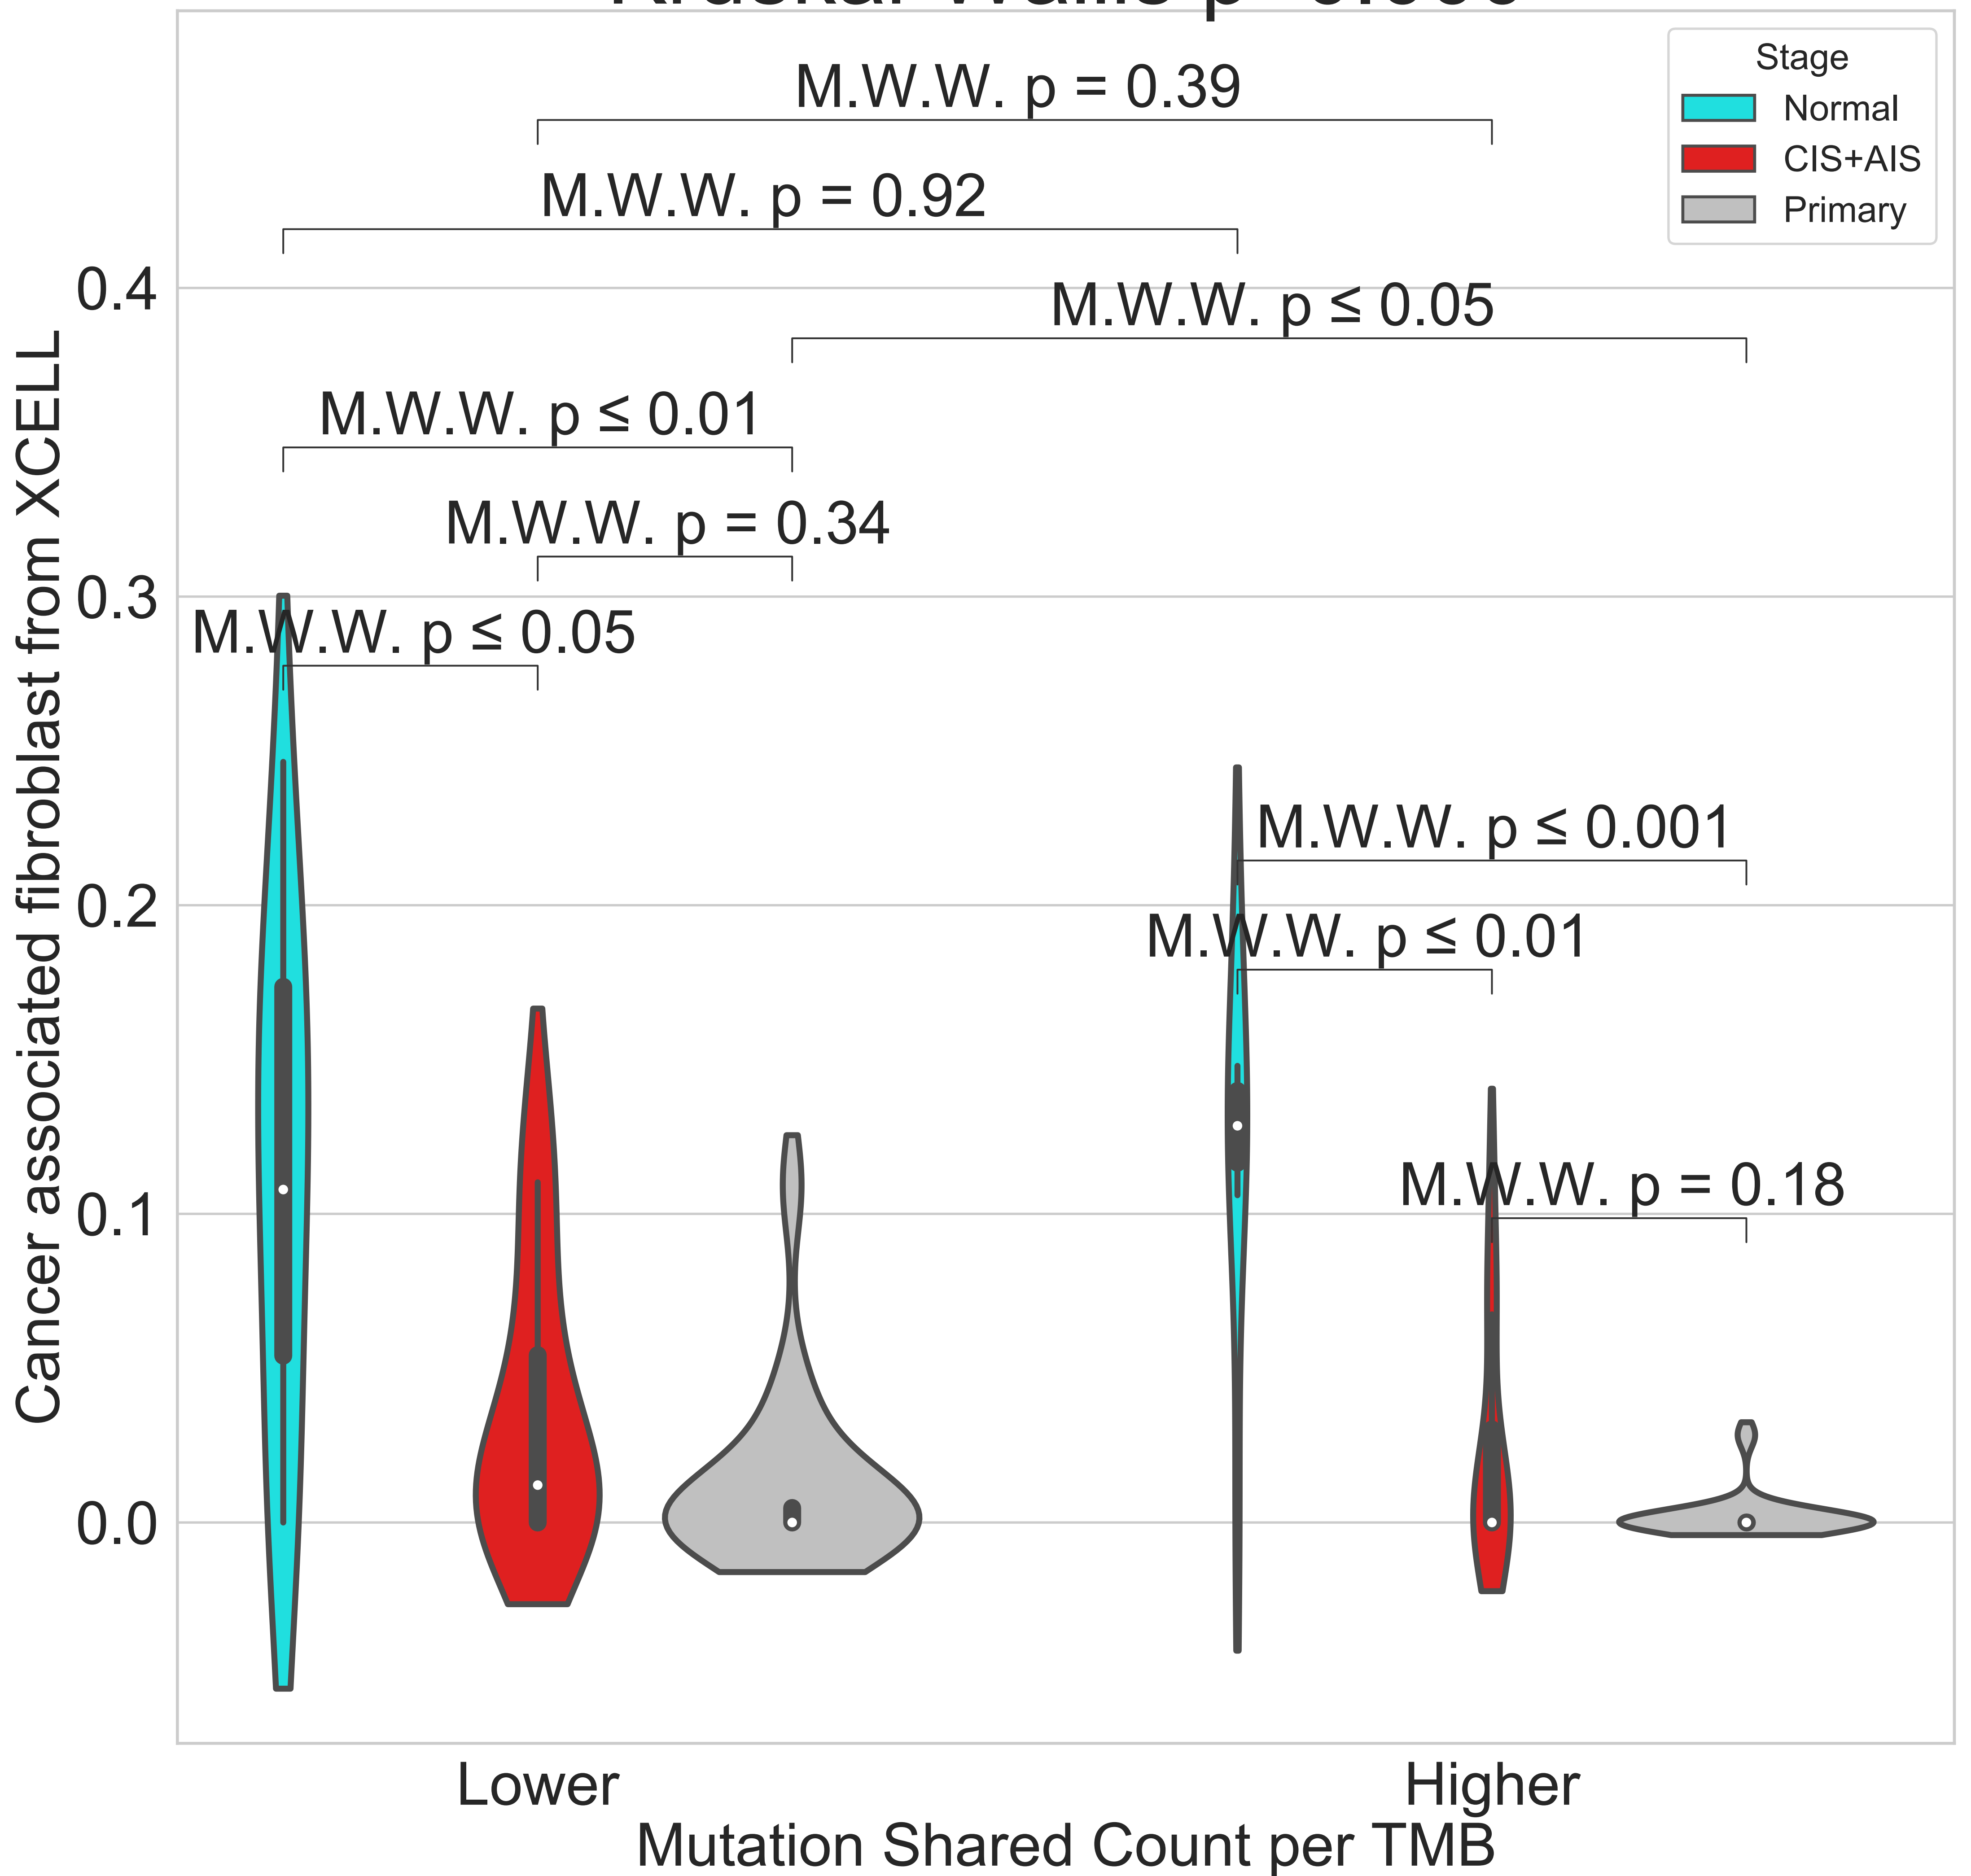 Stage
Normal
CIS+AIS
Primary
M.W.W. p = 0.39
M.W.W. p = 0.92
M.W.W. p ≤ 0.05
M.W.W. p ≤ 0.01
M.W.W. p = 0.34
M.W.W. p ≤ 0.05
M.W.W. p ≤ 0.001
M.W.W. p ≤ 0.01
M.W.W. p = 0.18
0.4
0.3
0.2
0.1
0.0
Cancer associated fibroblast from XCELL
Lower
Higher
Mutation Shared Count per TMB